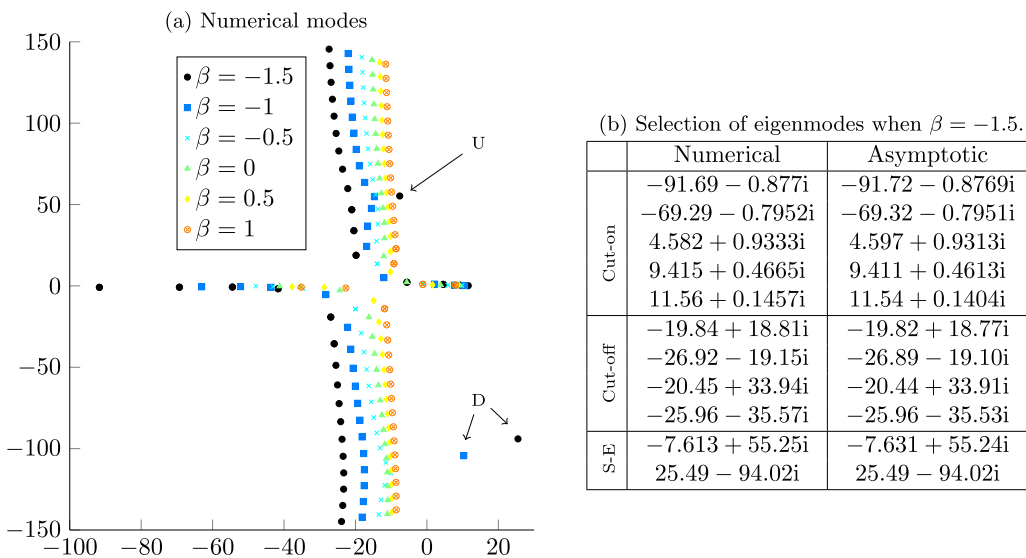 (a) Numerical modes
150
100
50
0
−50
−100
−150
−100
−80
−60
−40
−20
0
20
β = −1.5
β = −1
β = −0.5
β = 0
β = 0.5
β = 1
U
D
(b) Selection of eigenmodes when β = −1.5.
Numerical Asymptotic
Cut-on
−91.69 − 0.877i −91.72 − 0.8769i
−69.29 − 0.7952i −69.32 − 0.7951i
4.582 + 0.9333i 4.597 + 0.9313i
9.415 + 0.4665i 9.411 + 0.4613i
11.56 + 0.1457i 11.54 + 0.1404i
Cut-off
−19.84 + 18.81i −19.82 + 18.77i
−26.92 − 19.15i −26.89 − 19.10i
−20.45 + 33.94i −20.44 + 33.91i
−25.96 − 35.57i −25.96 − 35.53i
S-E
−7.613 + 55.25i −7.631 + 55.24i
25.49 − 94.02i 25.49 − 94.02i